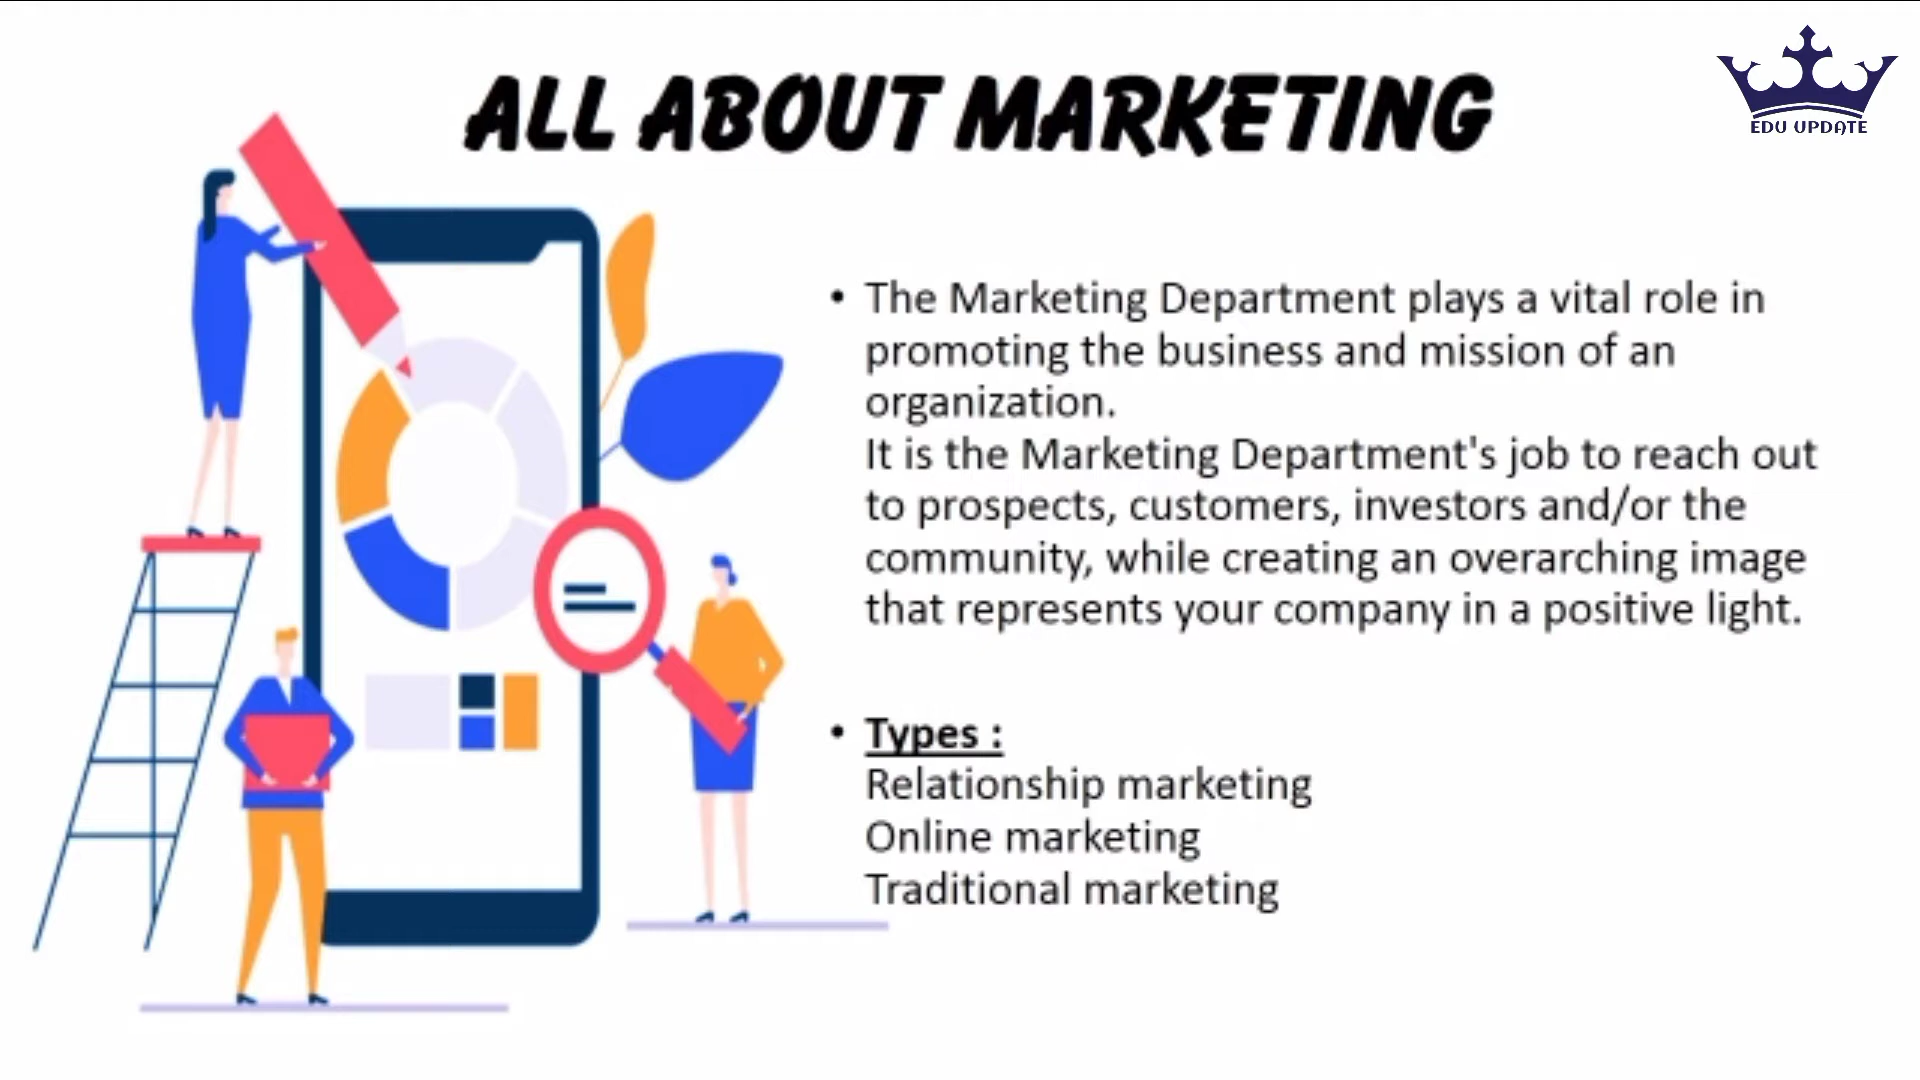 ALL ABOUT MARKETING
EDU UPDATE
• The Marketing Department plays a vital role in
promoting the business and mission of an
organization.
It is the Marketing Department's job to reach out
to prospects, customers, investors and/or the
community, while creating an overarching image
that represents your company in a positive light.
• Types :
Relationship marketing
Online marketing
Traditional marketing